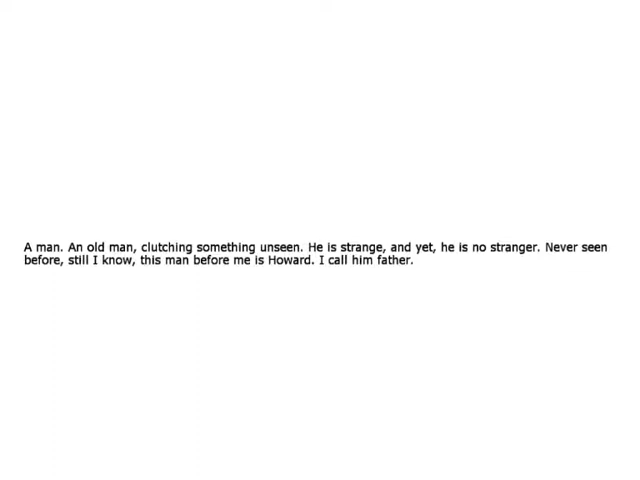 A man. An old man, clutching something unseen. He is strange, and yet, he is no stranger. Never seen
before, still I know, this man before me is Howard. I call him father.